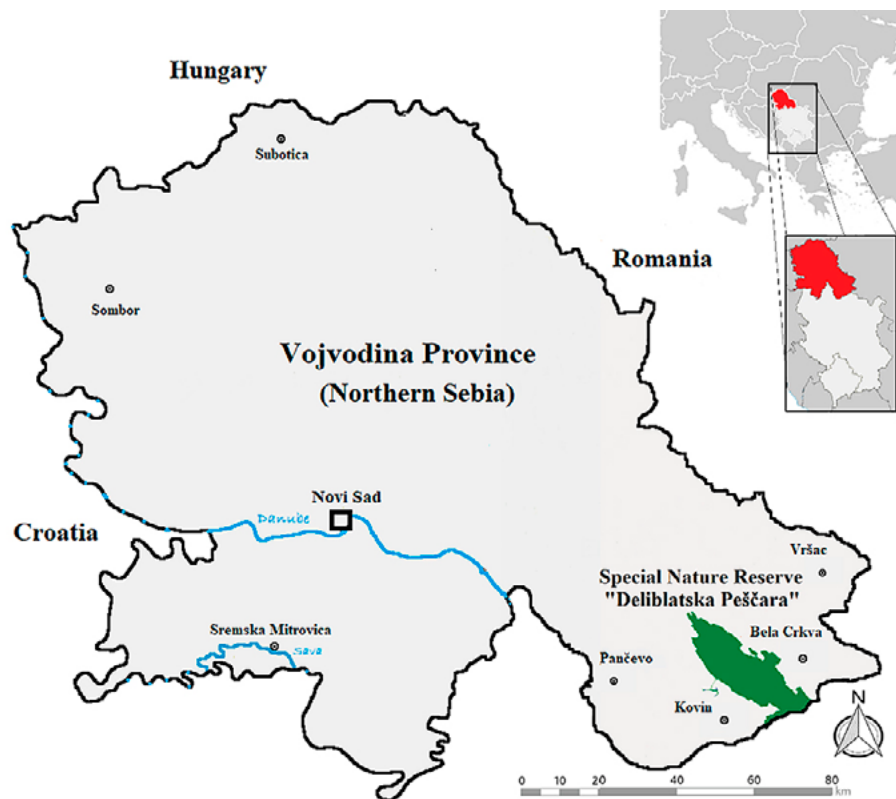 Hungary
Subotica
Romania
Sombor
Vojvodina Province
(Northern Sebia)
Novi Sad
Danube
Croatia
Vršac
Special Nature Reserve
"Deliblatska Peščara"
Sremska Mitrovica
Sava
Bela Crkva
Pančevo
Kovin
N
0 10 20 40 60 80
km